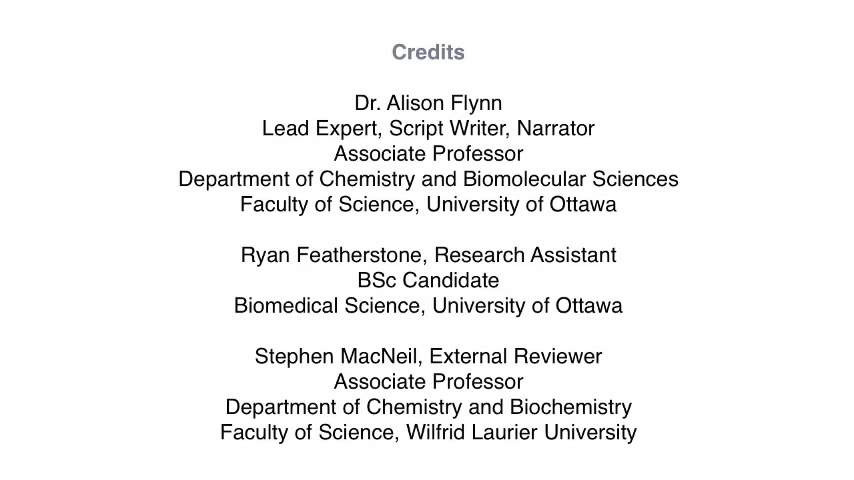 Credits
Dr. Alison Flynn
Lead Expert, Script Writer, Narrator
Associate Professor
Department of Chemistry and Biomolecular Sciences
Faculty of Science, University of Ottawa
Ryan Featherstone, Research Assistant
BSc Candidate
Biomedical Science, University of Ottawa
Stephen MacNeil, External Reviewer
Associate Professor
Department of Chemistry and Biochemistry
Faculty of Science, Wilfrid Laurier University